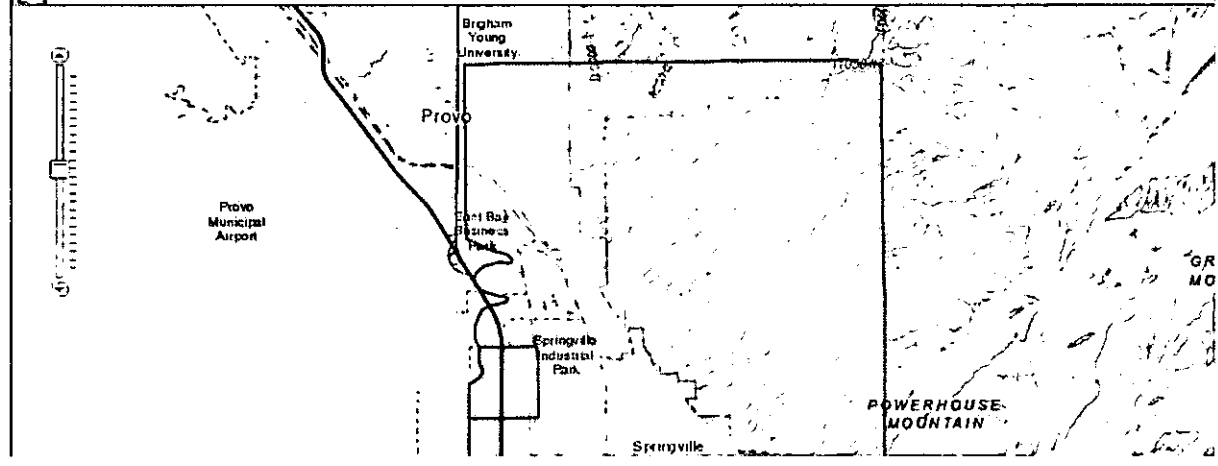 Brigham
Young
University
Provo
Provo
Municipal
Airport
East Bay
Business
Park
Springville
Industrial
Park
POWERHOUSE
MOUNTAIN
Springville
GR
MO